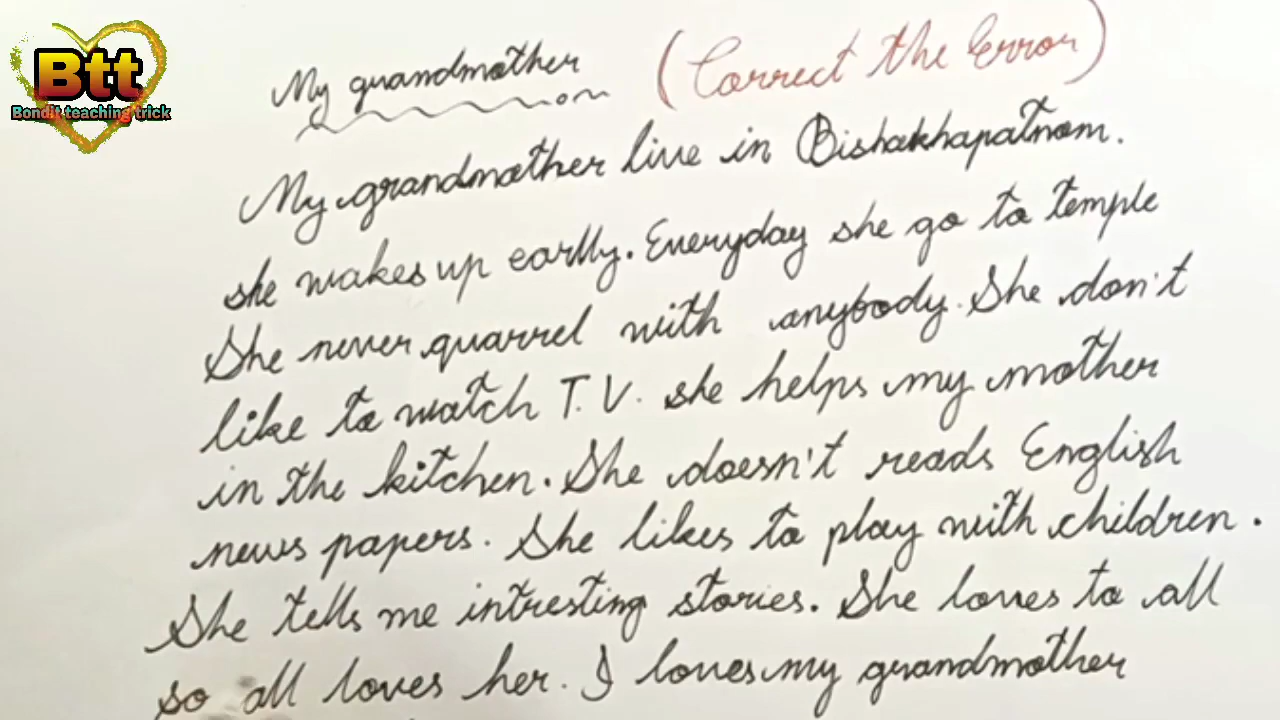 Btt
Bondit teaching trick
My grandmother (Correct the Error)
My grandmother live in Bishakhapatnam.
she wakes up earlly. Everyday she go to temple
She never quarrel with anybody. She don't
like to watch T.V. she helps my mother
in the kitchen. She doesn't reads English
news papers. She likes to play with children.
She tells me intresting stories. She loves to all
so all loves her. I loves my grandmother